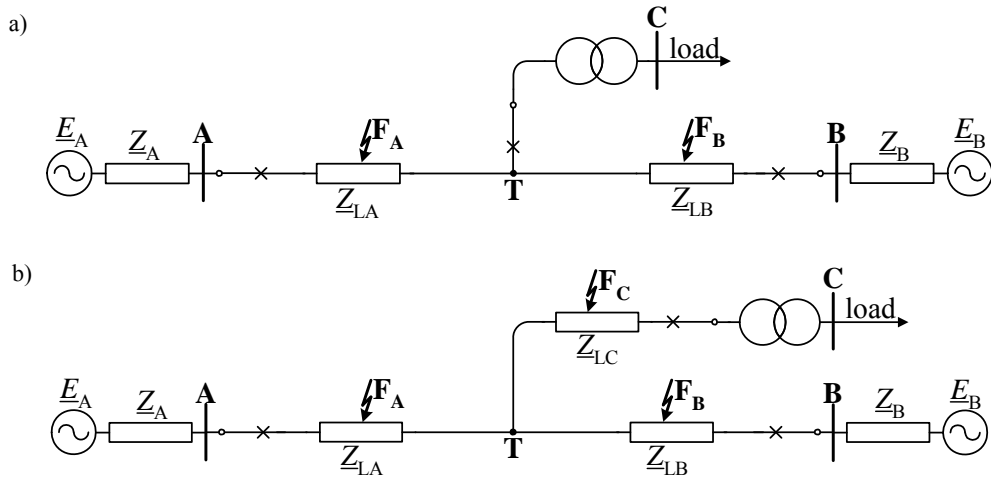 a)
C
load
E_A
Z_A
A
F_A
F_B
B
Z_B
E_B
Z_LA
T
Z_LB
b)
F_C
C
load
Z_LC
E_A
Z_A
A
F_A
F_B
B
Z_B
E_B
Z_LA
T
Z_LB